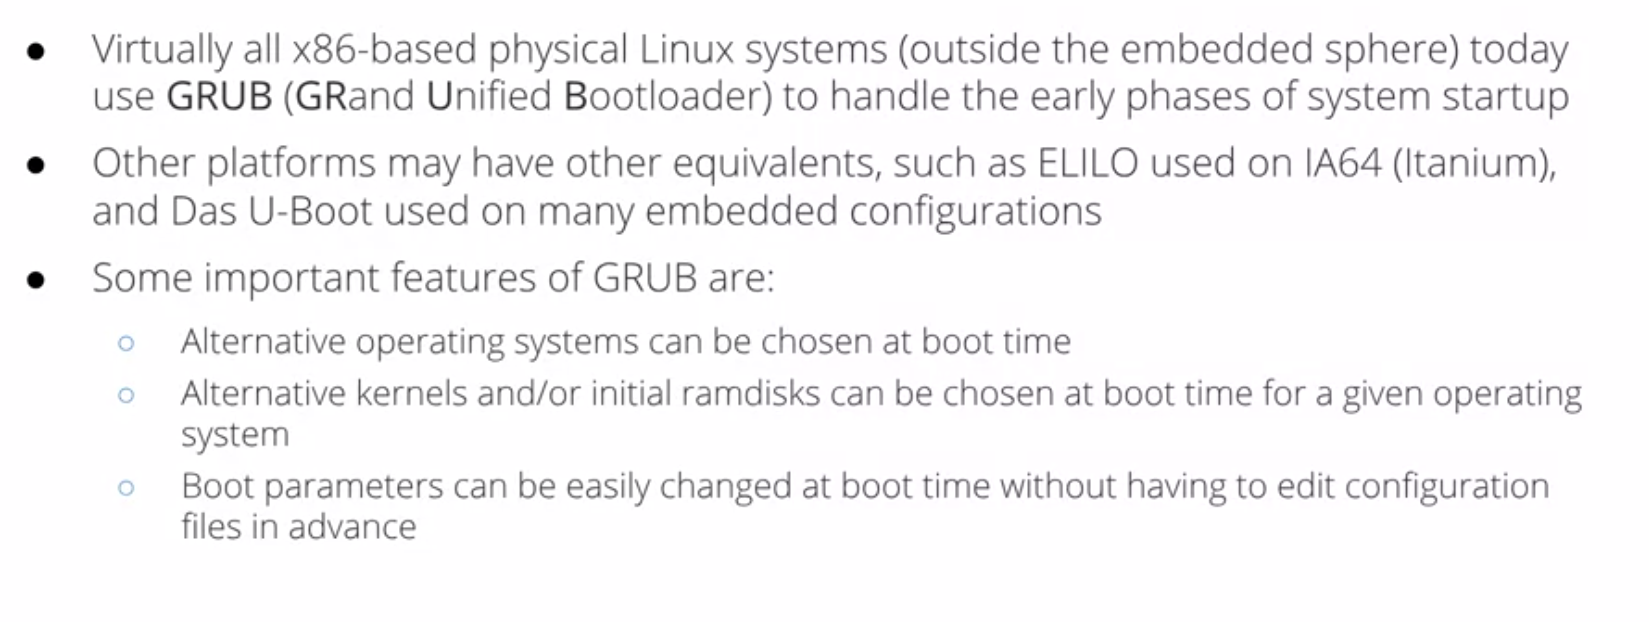 ● Virtually all x86-based physical Linux systems (outside the embedded sphere) today
use GRUB (GRand Unified Bootloader) to handle the early phases of system startup
● Other platforms may have other equivalents, such as ELILO used on IA64 (Itanium),
and Das U-Boot used on many embedded configurations
● Some important features of GRUB are:
○ Alternative operating systems can be chosen at boot time
○ Alternative kernels and/or initial ramdisks can be chosen at boot time for a given operating
system
○ Boot parameters can be easily changed at boot time without having to edit configuration
files in advance